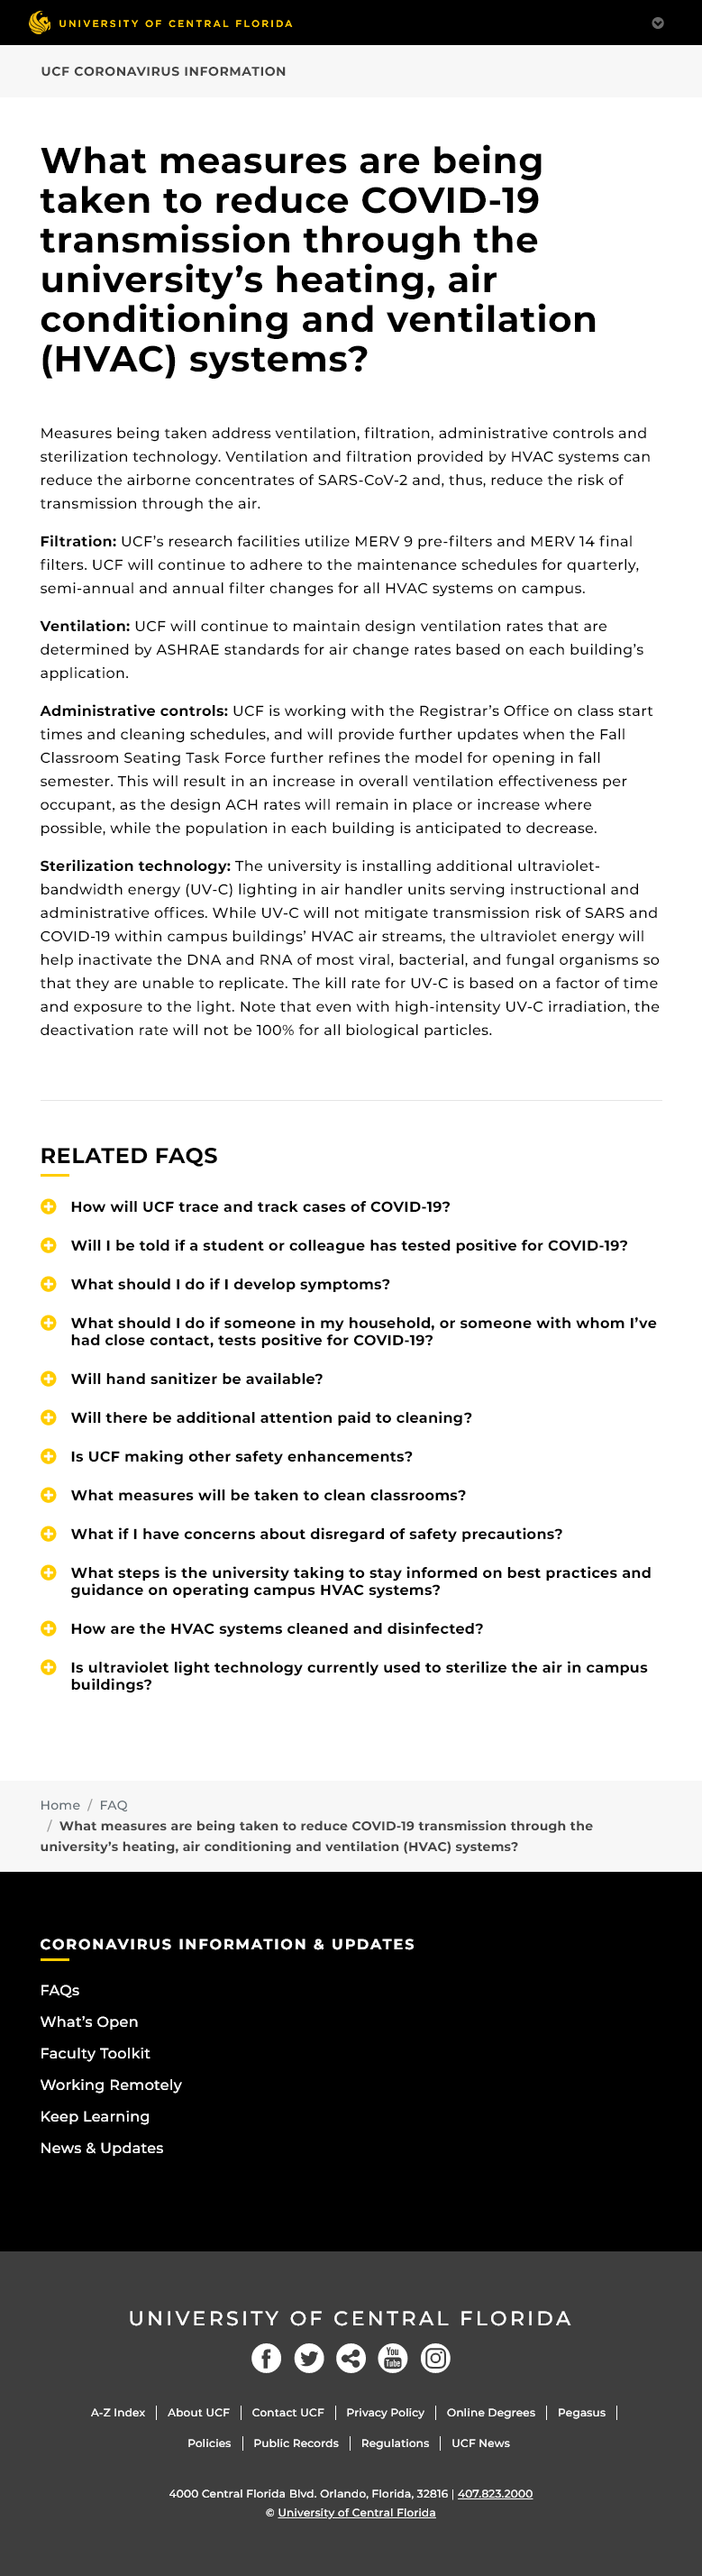 UNIVERSITY OF CENTRAL FLORIDA
UCF CORONAVIRUS INFORMATION
What measures are being
taken to reduce COVID-19
transmission through the
university’s heating, air
conditioning and ventilation
(HVAC) systems?
Measures being taken address ventilation, filtration, administrative controls and
sterilization technology. Ventilation and filtration provided by HVAC systems can
reduce the airborne concentrates of SARS-CoV-2 and, thus, reduce the risk of
transmission through the air.
Filtration: UCF’s research facilities utilize MERV 9 pre-filters and MERV 14 final
filters. UCF will continue to adhere to the maintenance schedules for quarterly,
semi-annual and annual filter changes for all HVAC systems on campus.
Ventilation: UCF will continue to maintain design ventilation rates that are
determined by ASHRAE standards for air change rates based on each building’s
application.
Administrative controls: UCF is working with the Registrar’s Office on class start
times and cleaning schedules, and will provide further updates when the Fall
Classroom Seating Task Force further refines the model for opening in fall
semester. This will result in an increase in overall ventilation effectiveness per
occupant, as the design ACH rates will remain in place or increase where
possible, while the population in each building is anticipated to decrease.
Sterilization technology: The university is installing additional ultraviolet-
bandwidth energy (UV-C) lighting in air handler units serving instructional and
administrative offices. While UV-C will not mitigate transmission risk of SARS and
COVID-19 within campus buildings’ HVAC air streams, the ultraviolet energy will
help inactivate the DNA and RNA of most viral, bacterial, and fungal organisms so
that they are unable to replicate. The kill rate for UV-C is based on a factor of time
and exposure to the light. Note that even with high-intensity UV-C irradiation, the
deactivation rate will not be 100% for all biological particles.
RELATED FAQS
How will UCF trace and track cases of COVID-19?
Will I be told if a student or colleague has tested positive for COVID-19?
What should I do if I develop symptoms?
What should I do if someone in my household, or someone with whom I’ve
had close contact, tests positive for COVID-19?
Will hand sanitizer be available?
Will there be additional attention paid to cleaning?
Is UCF making other safety enhancements?
What measures will be taken to clean classrooms?
What if I have concerns about disregard of safety precautions?
What steps is the university taking to stay informed on best practices and
guidance on operating campus HVAC systems?
How are the HVAC systems cleaned and disinfected?
Is ultraviolet light technology currently used to sterilize the air in campus
buildings?
Home / FAQ
/ What measures are being taken to reduce COVID-19 transmission through the
university’s heating, air conditioning and ventilation (HVAC) systems?
CORONAVIRUS INFORMATION & UPDATES
FAQs
What’s Open
Faculty Toolkit
Working Remotely
Keep Learning
News & Updates
UNIVERSITY OF CENTRAL FLORIDA
You Tube
A-Z Index | About UCF | Contact UCF | Privacy Policy | Online Degrees | Pegasus |
Policies | Public Records | Regulations | UCF News
4000 Central Florida Blvd. Orlando, Florida, 32816 | 407.823.2000
© University of Central Florida